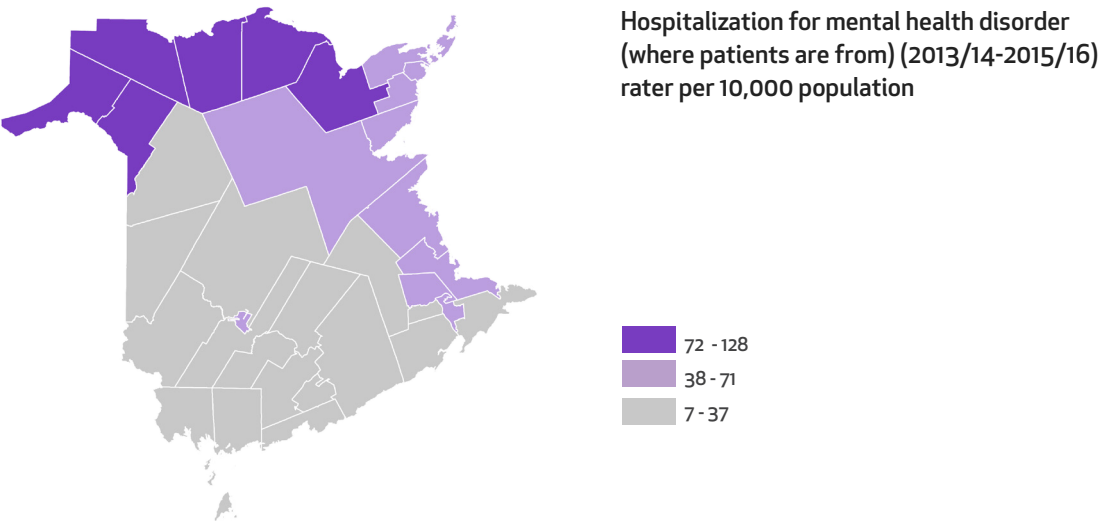 Hospitalization for mental health disorder
(where patients are from) (2013/14-2015/16)
rater per 10,000 population
72 - 128
38 - 71
7 - 37